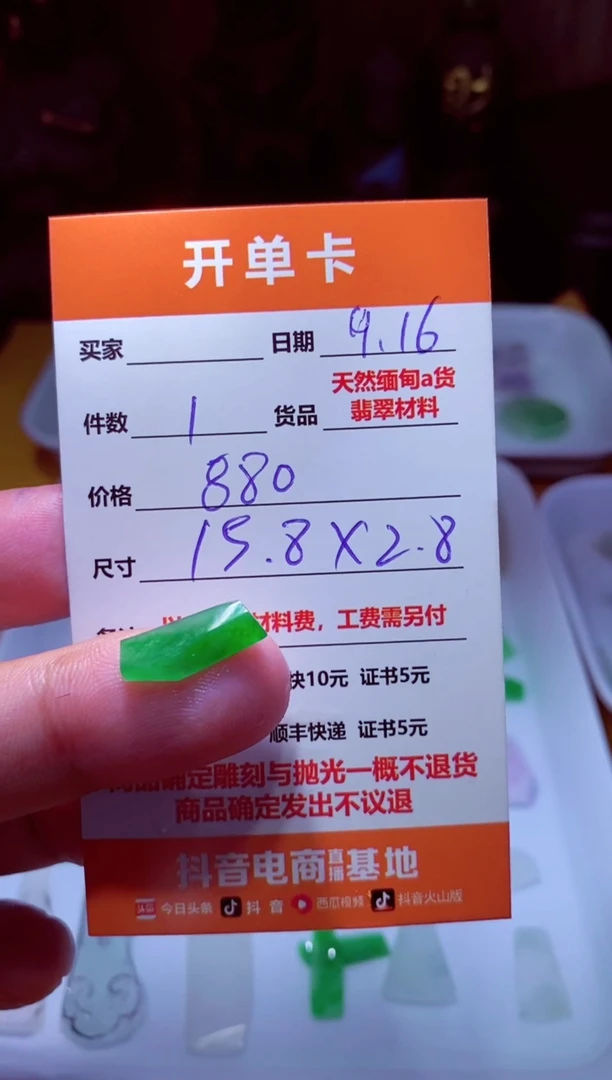 开单卡
买家 日期 9.16
天然缅甸a货
件数 1 货品 翡翠材料
价格 880
尺寸 15.8×2.8
材料费，工费需另付
快10元 证书5元
顺丰快递 证书5元
商品确定雕刻与抛光一概不退货
商品确定发出不议退
抖音电商直播基地
头条 今日头条 抖音 西瓜视频 抖音火山版